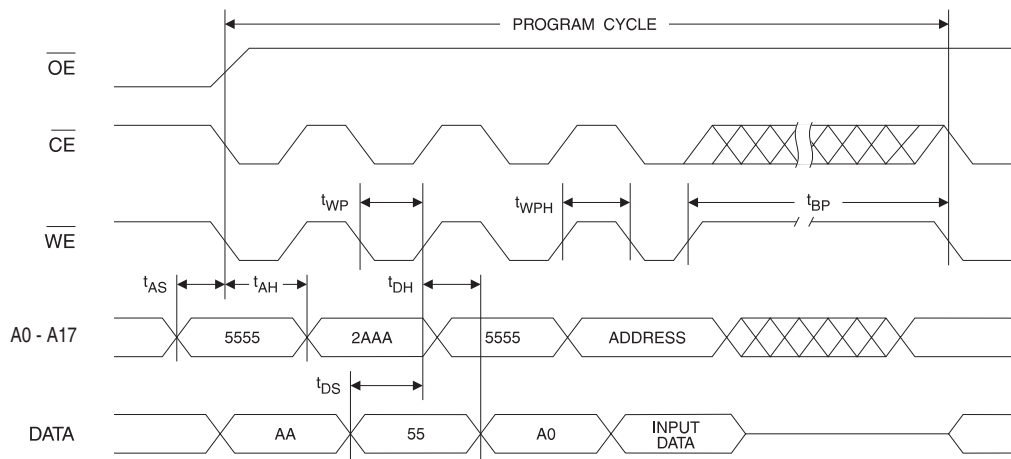 PROGRAM CYCLE
OE
CE
tWP
tWPH
tBP
WE
tAS
tAH
tDH
A0 - A17
5555
2AAA
5555
ADDRESS
tDS
DATA
AA
55
A0
INPUT
DATA